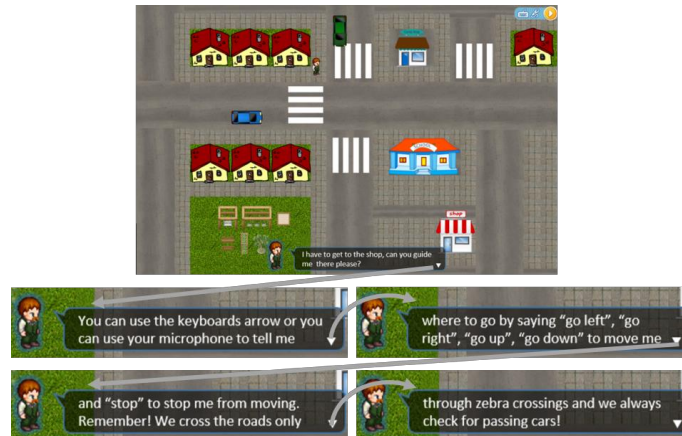 SCHOOL
shop
I have to get to the shop, can you guide
me there please?
You can use the keyboards arrow or you
can use your microphone to tell me
where to go by saying “go left”, “go
right”, “go up”, “go down” to move me
and “stop” to stop me from moving.
Remember! We cross the roads only
through zebra crossings and we always
check for passing cars!